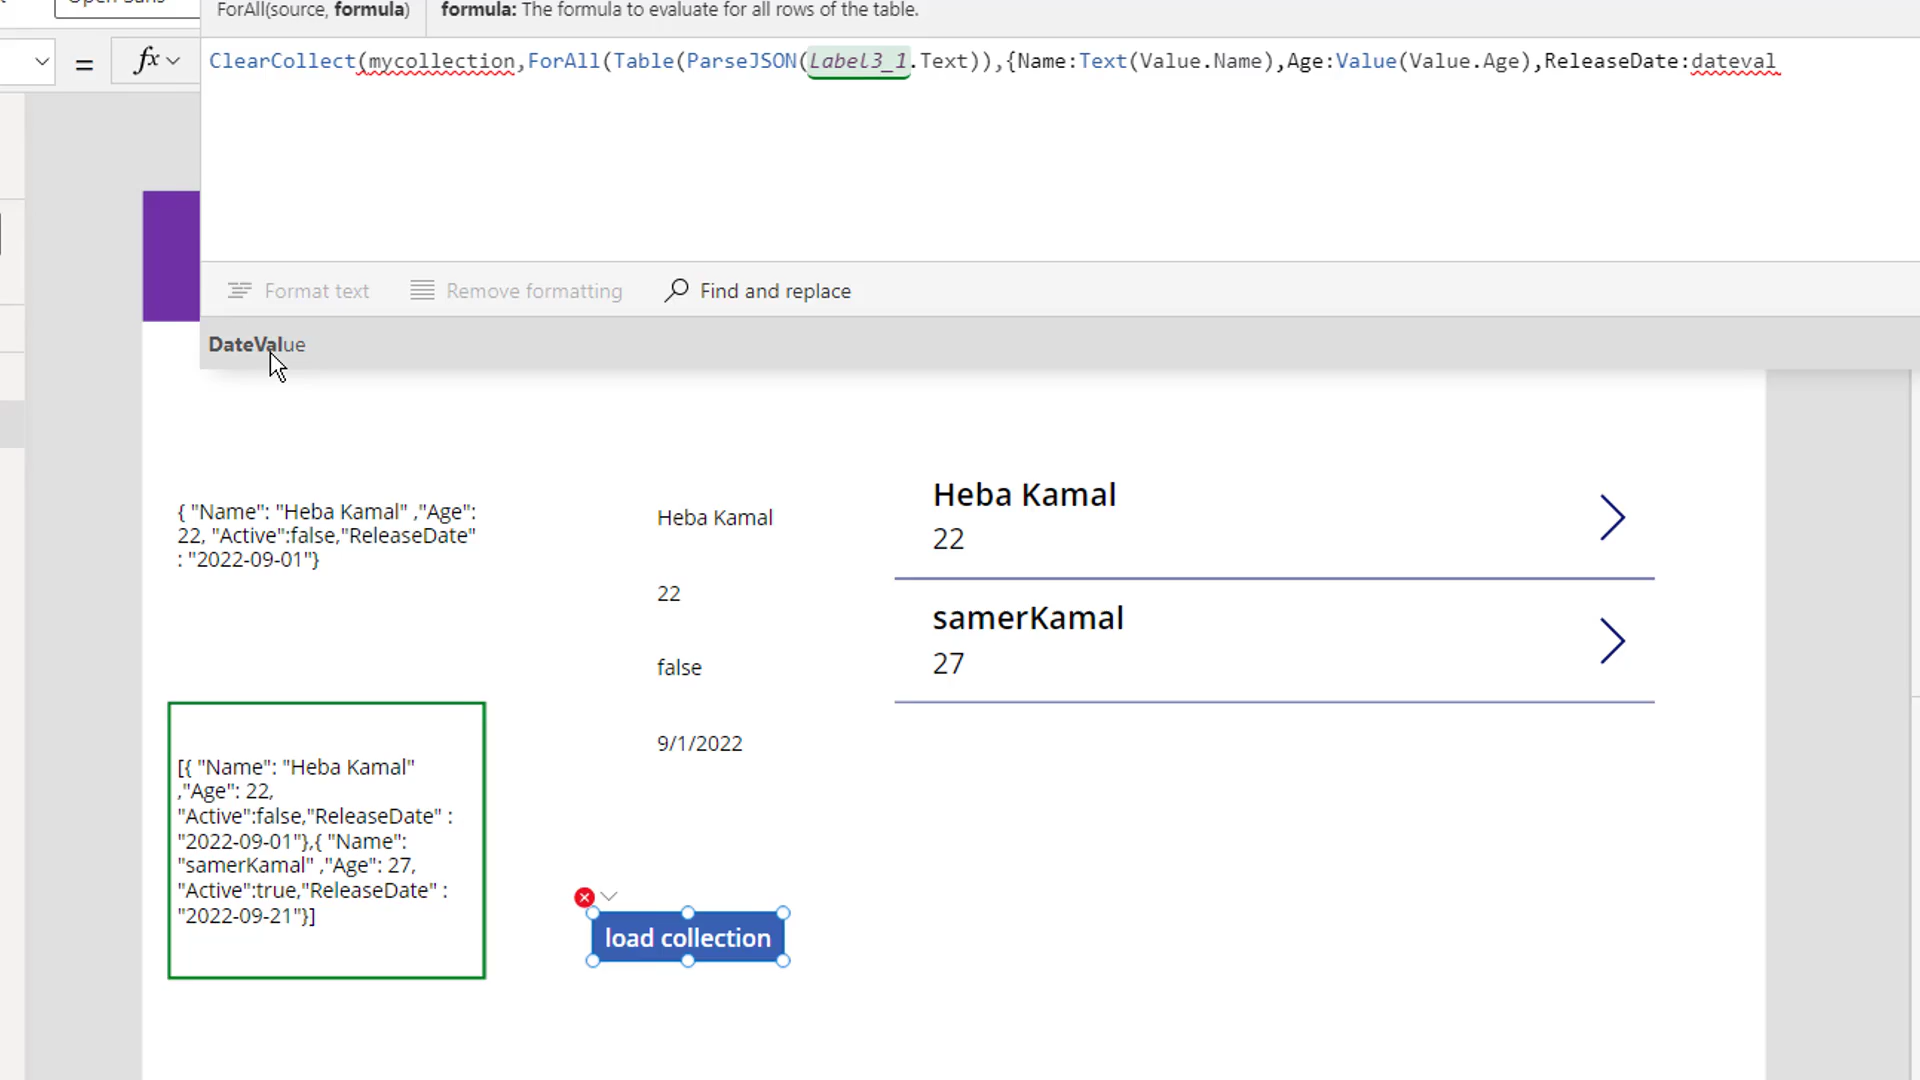 ForAll(source, formula) formula: The formula to evaluate for all rows of the table.
= fx ClearCollect(mycollection,ForAll(Table(ParseJSON(Label3_1.Text)),{Name:Text(Value.Name),Age:Value(Value.Age),ReleaseDate:dateval
Format text Remove formatting Find and replace
DateValue
{ "Name": "Heba Kamal" ,"Age":
22, "Active":false,"ReleaseDate"
: "2022-09-01"}
Heba Kamal
22
false
9/1/2022
Heba Kamal
22
samerKamal
27
[{ "Name": "Heba Kamal"
,"Age": 22,
"Active":false,"ReleaseDate" :
"2022-09-01"},{ "Name":
"samerKamal" ,"Age": 27,
"Active":true,"ReleaseDate" :
"2022-09-21"}]
load collection